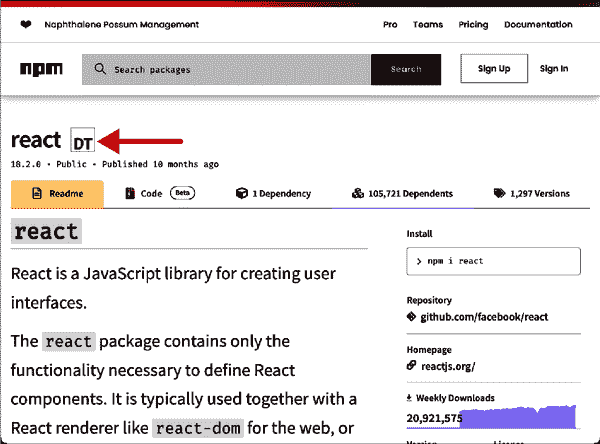 Naphthalene Possum Management
Pro Teams Pricing Documentation
npm Search packages Search Sign Up Sign In
react DT
18.2.0 • Public • Published 10 months ago
Readme Code Beta 1 Dependency 105,721 Dependents 1,297 Versions
react
React is a JavaScript library for creating user
interfaces.
The react package contains only the
functionality necessary to define React
components. It is typically used together with a
React renderer like react-dom for the web, or
Install
> npm i react
Repository
github.com/facebook/react
Homepage
reactjs.org/
Weekly Downloads
20,921,575